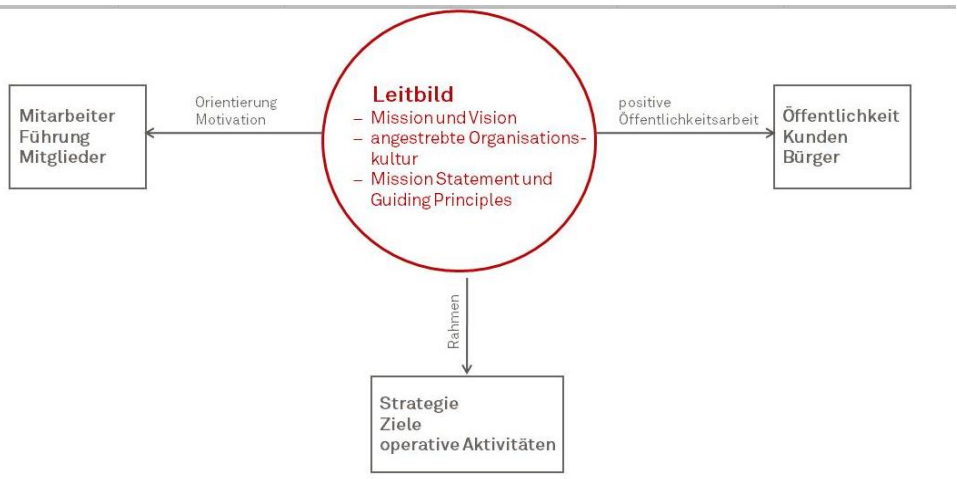 Leitbild
– Mission und Vision
– angestrebte Organisations-
kultur
– Mission Statement und
Guiding Principles
Orientierung
Motivation
Mitarbeiter
Führung
Mitglieder
positive
Öffentlichkeitsarbeit
Öffentlichkeit
Kunden
Bürger
Rahmen
Strategie
Ziele
operative Aktivitäten